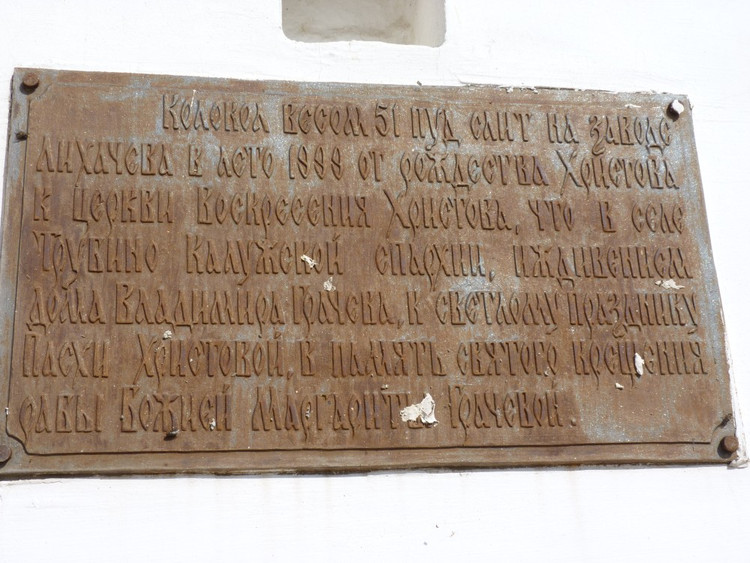 Колокол весом 51 пуд слит на заводе
Лихачева в лето 1999 от рождества Христова
к Церкви Воскресения Христова, что в селе
Трубино Калужской епархии, иждивением
дома Владимира Грачева, к светлому празднику
Пасхи Христовой, в память святого крещения
рабы Божией Маргариты Грачевой.